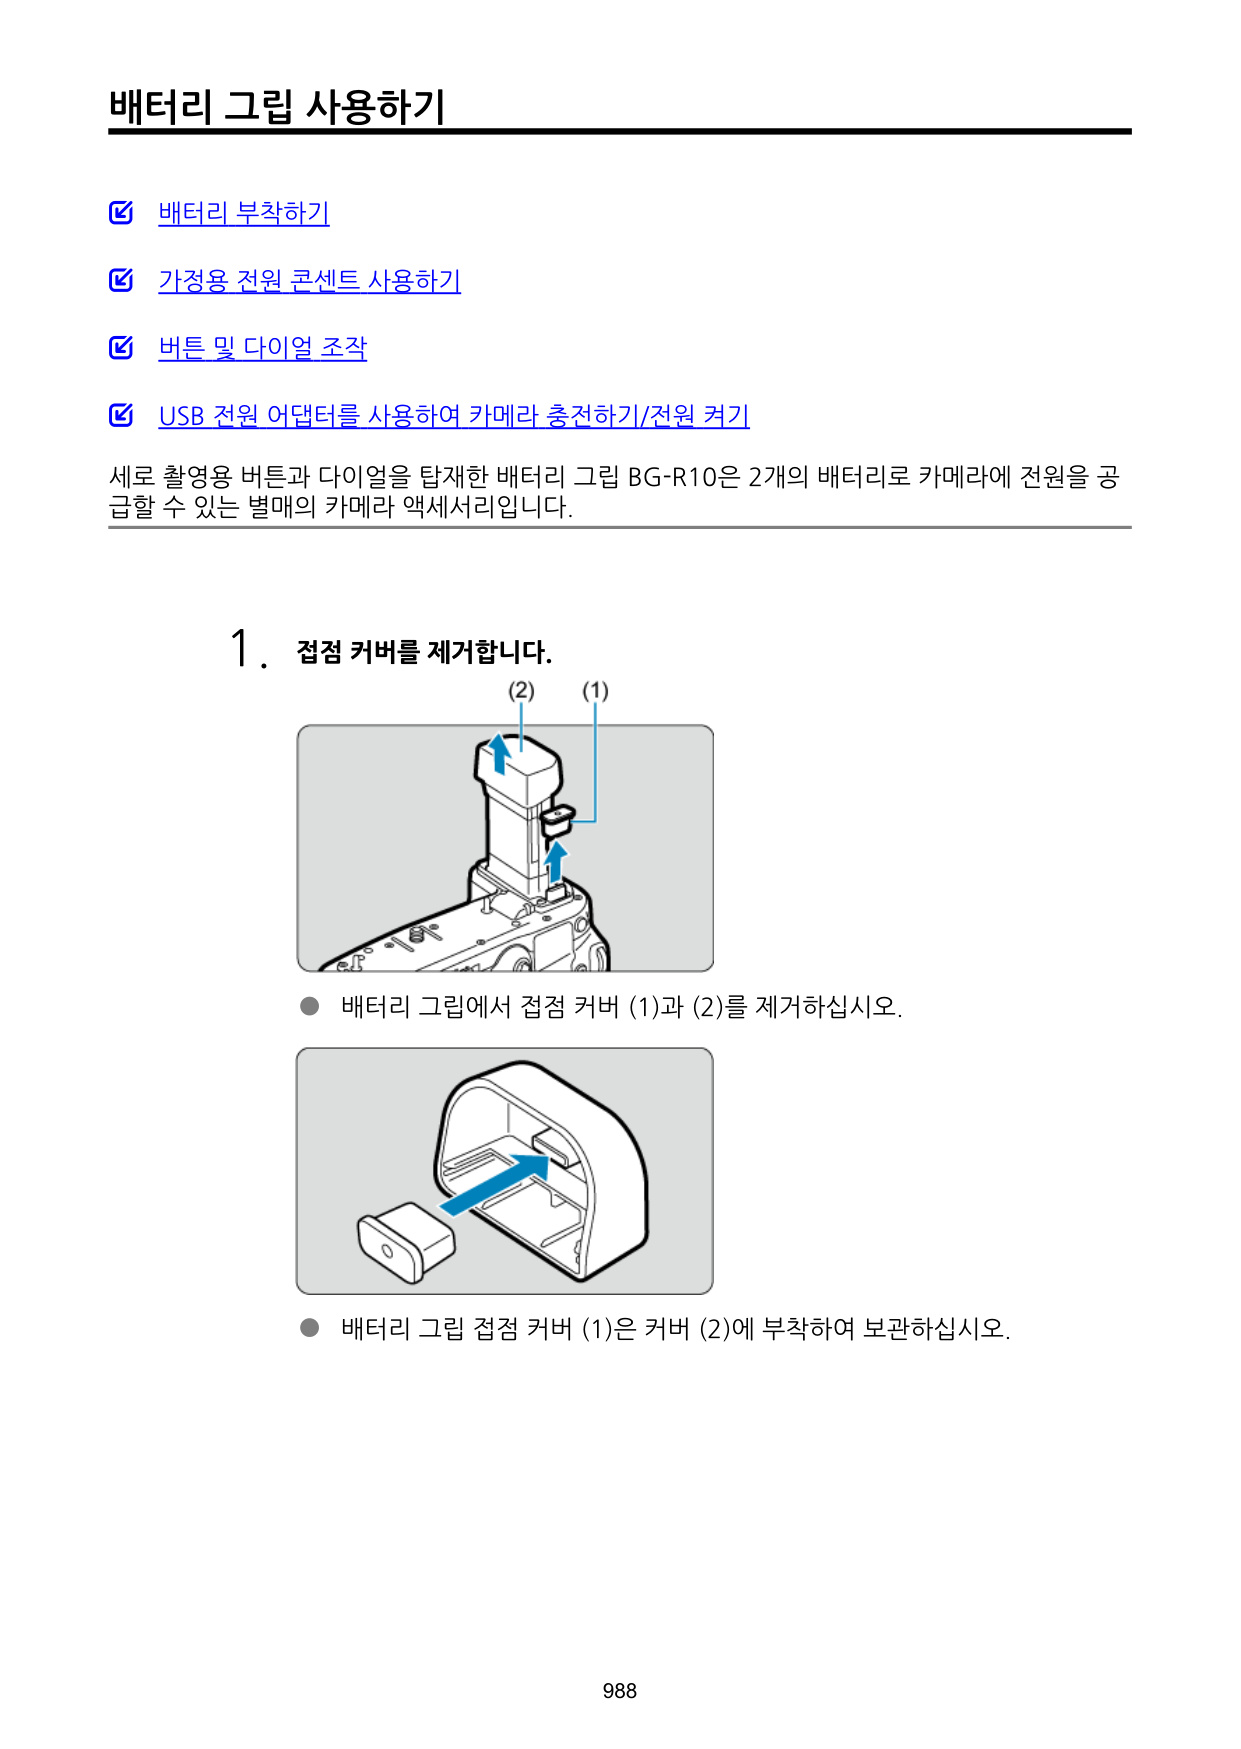 배터리 그립 사용하기
배터리 부착하기
가정용 전원 콘센트 사용하기
버튼 및 다이얼 조작
USB 전원 어댑터를 사용하여 카메라 충전하기/전원 켜기
세로 촬영용 버튼과 다이얼을 탑재한 배터리 그립 BG-R10은 2개의 배터리로 카메라에 전원을 공
급할 수 있는 별매의 카메라 액세서리입니다.
1. 접점 커버를 제거합니다.
(2) (1)
● 배터리 그립에서 접점 커버 (1)과 (2)를 제거하십시오.
● 배터리 그립 접점 커버 (1)은 커버 (2)에 부착하여 보관하십시오.
988